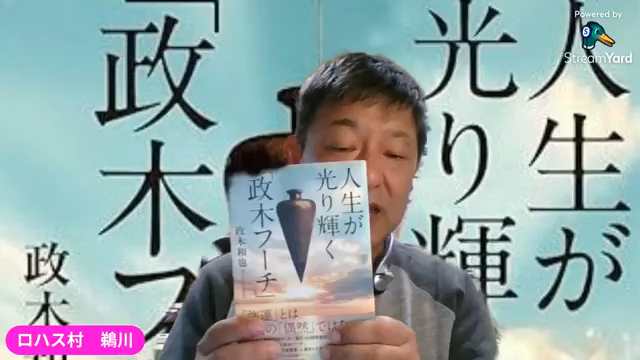 Powered by
StreamYard
人生が
光り輝
「政木フ
政木
人生が
光り輝く
「政木フーチ」
政木和也
とは
の「偶然」では
ロハス村 鵜川